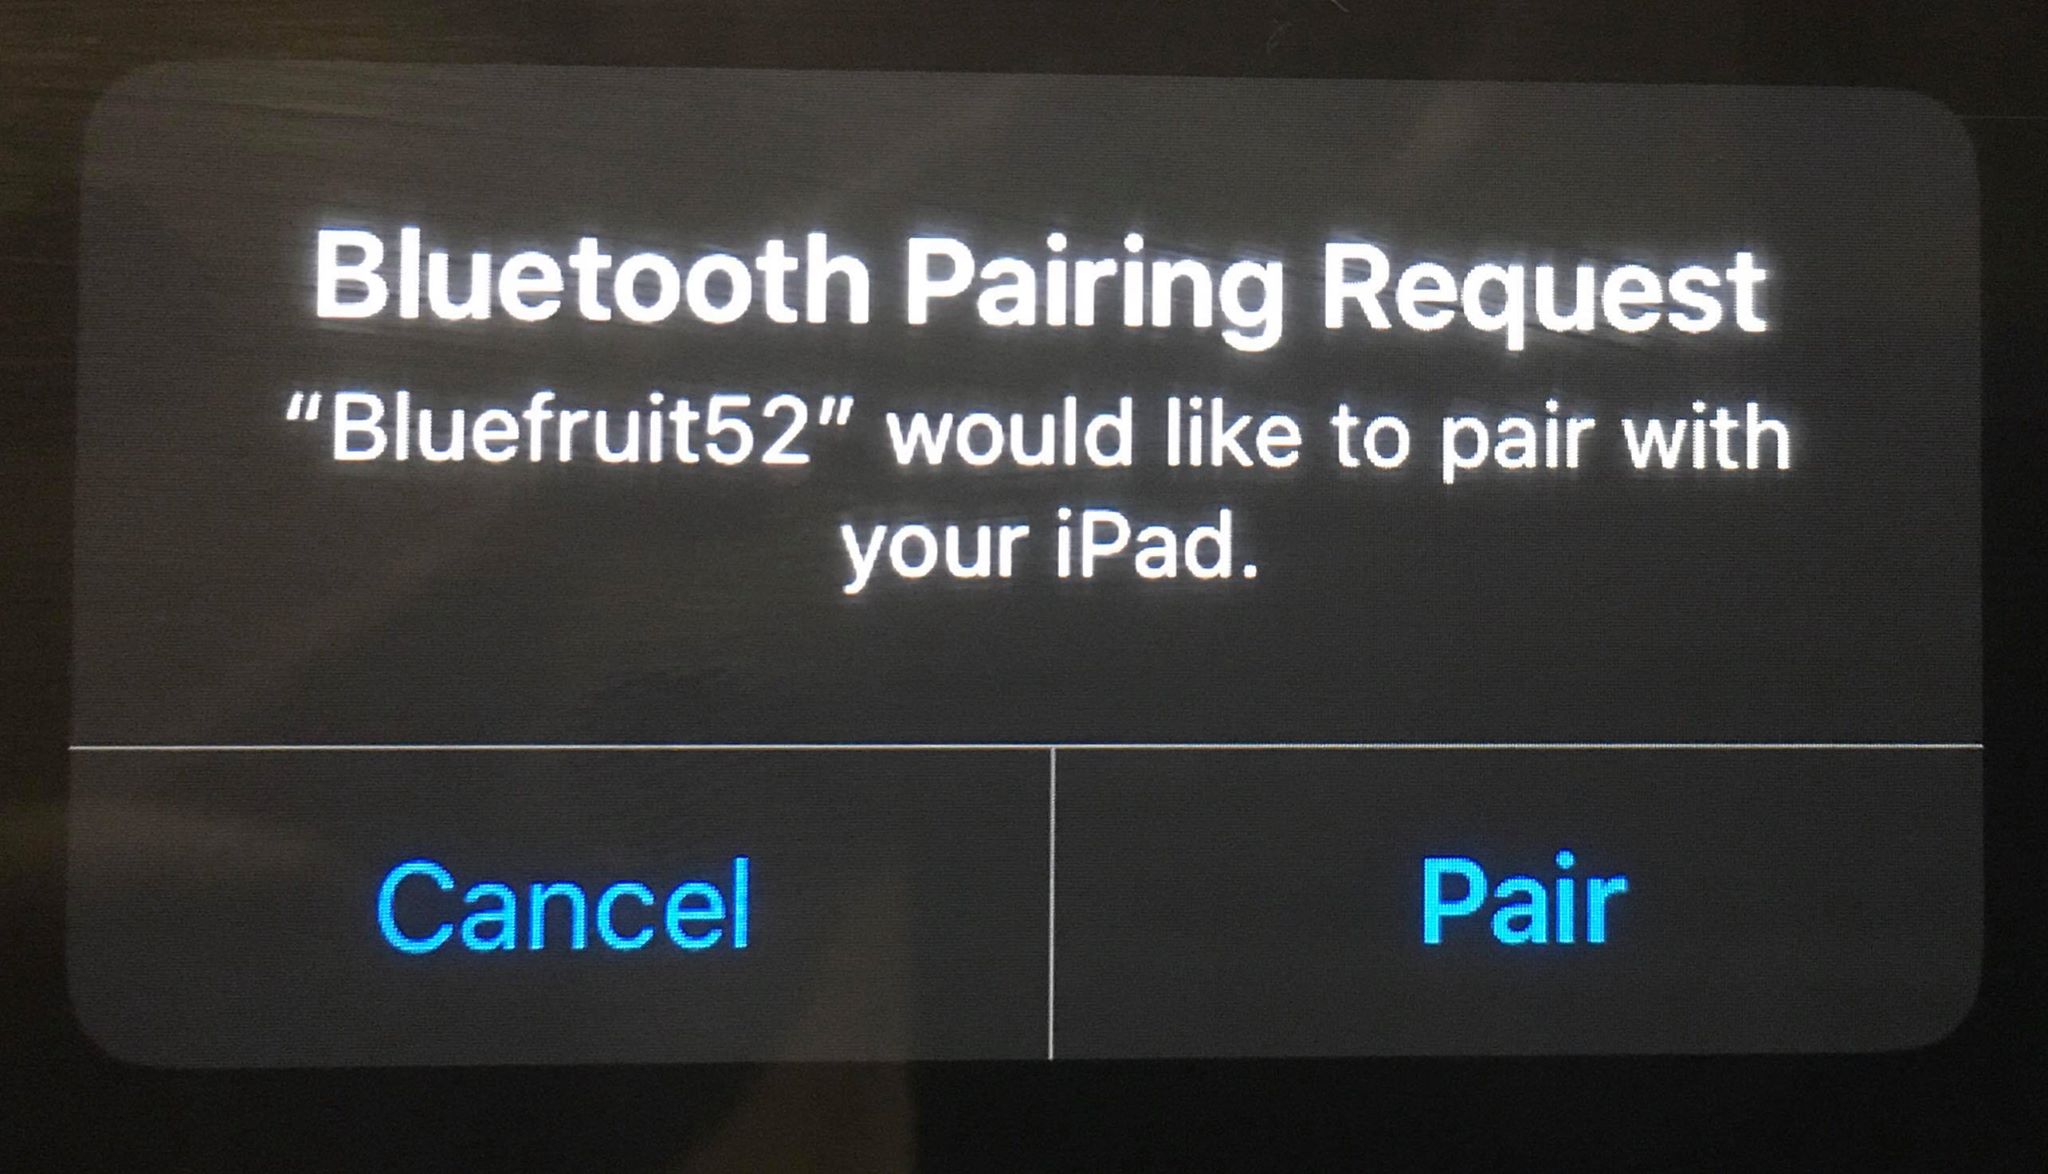 Bluetooth Pairing Request
“Bluefruit52” would like to pair with
your iPad.
Cancel
Pair